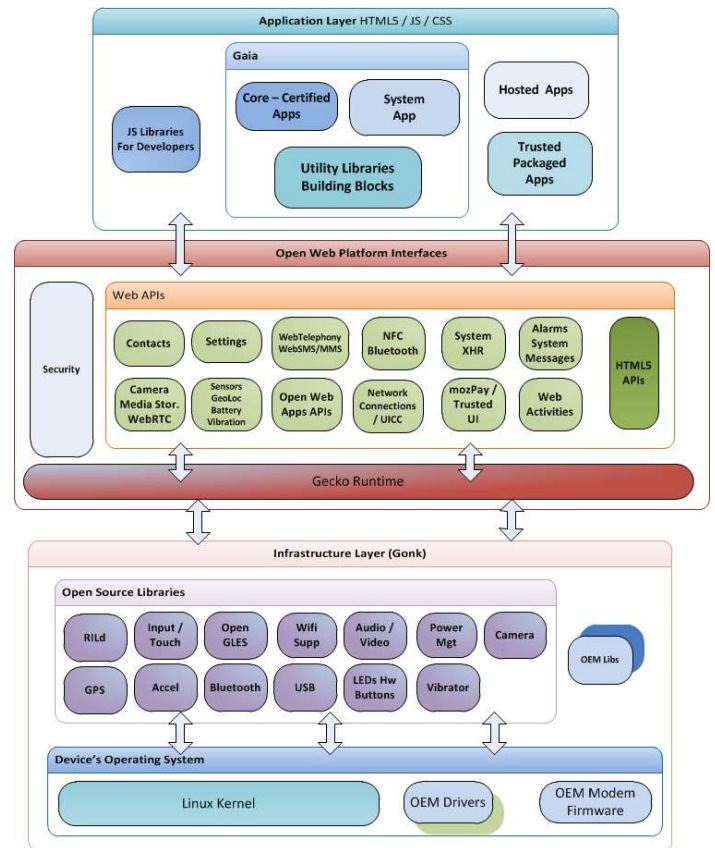 Application Layer HTML5 / JS / CSS
Gaia
Core – Certified
Apps
System
App
Hosted Apps
JS Libraries
For Developers
Utility Libraries
Building Blocks
Trusted
Packaged
Apps
Open Web Platform Interfaces
Security
Web APIs
Contacts
Settings
WebTelephony
WebSMS/MMS
NFC
Bluetooth
System
XHR
Alarms
System
Messages
HTML5
APIs
Camera
Media Stor.
WebRTC
Sensors
GeoLoc
Battery
Vibration
Open Web
Apps APIs
Network
Connections
/ UICC
mozPay /
Trusted
UI
Web
Activities
Gecko Runtime
Infrastructure Layer (Gonk)
Open Source Libraries
RILd
Input /
Touch
Open
GLES
Wifi
Supp
Audio /
Video
Power
Mgt
Camera
OEM Libs
GPS
Accel
Bluetooth
USB
LEDs Hw
Buttons
Vibrator
Device's Operating System
Linux Kernel
OEM Drivers
OEM Modem
Firmware